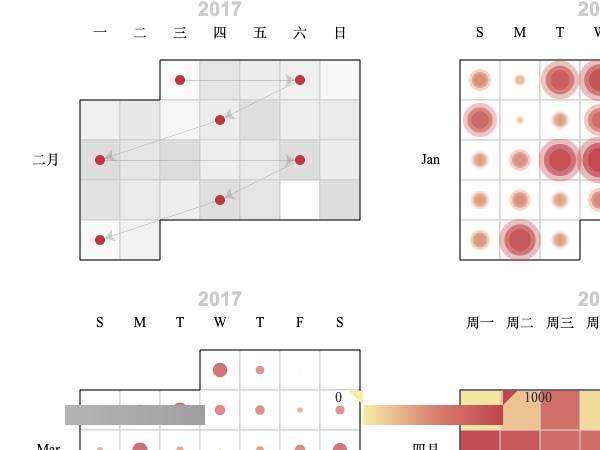 2017
20
一 二 三 四 五 六 日
S M T
二月
Jan
2017
20
S M T W T F S
周一 周二 周三 周
0
1000
Mar
四月